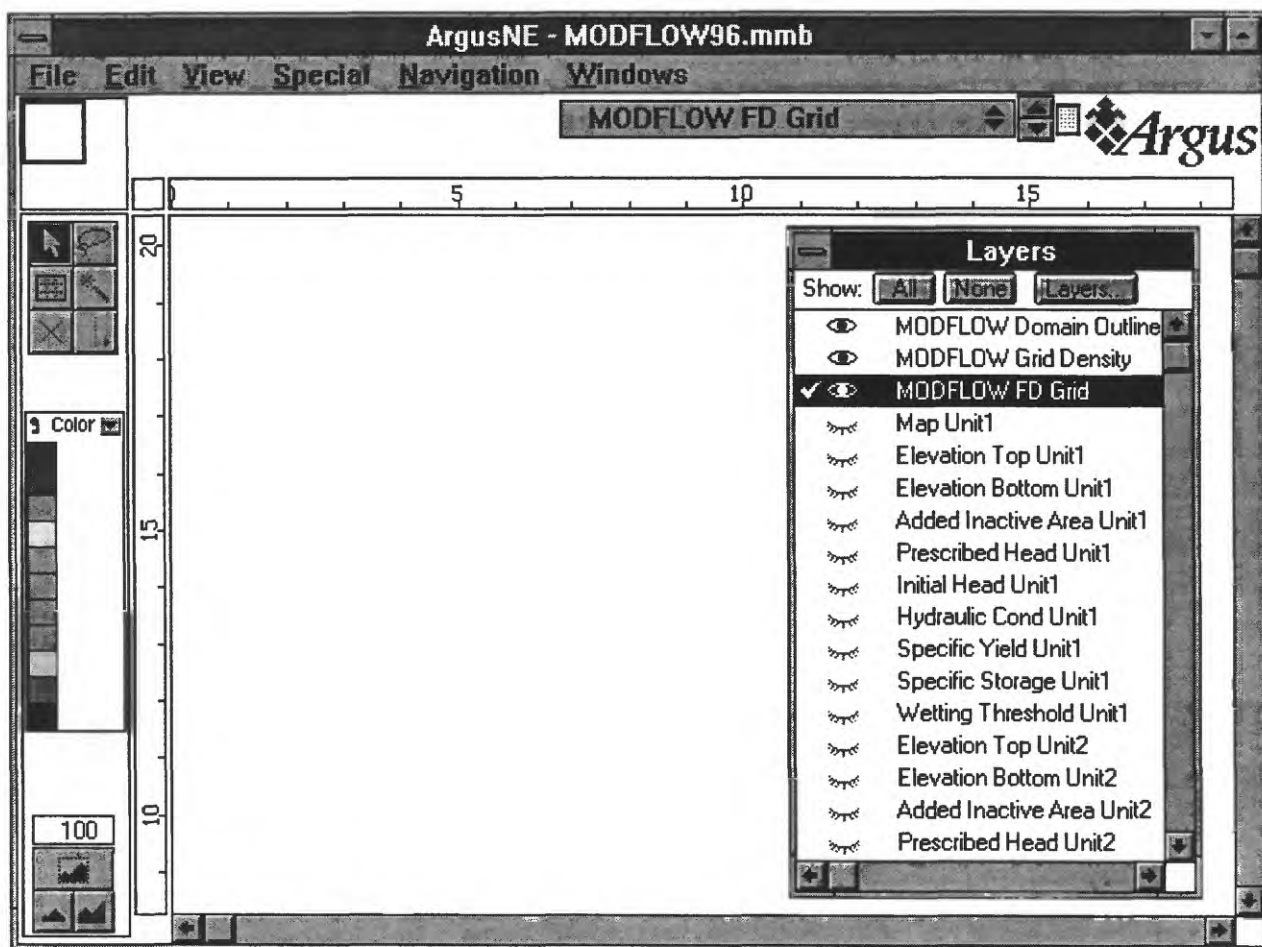 ArgusNE - MODFLOW96.mmb
File Edit View Special Navigation Windows
MODFLOW FD Grid
Argus
0 5 10 15
20
15
10
Color
100
Layers
Show: All None Layers...
MODFLOW Domain Outline
MODFLOW Grid Density
MODFLOW FD Grid
Map Unit1
Elevation Top Unit1
Elevation Bottom Unit1
Added Inactive Area Unit1
Prescribed Head Unit1
Initial Head Unit1
Hydraulic Cond Unit1
Specific Yield Unit1
Specific Storage Unit1
Wetting Threshold Unit1
Elevation Top Unit2
Elevation Bottom Unit2
Added Inactive Area Unit2
Prescribed Head Unit2